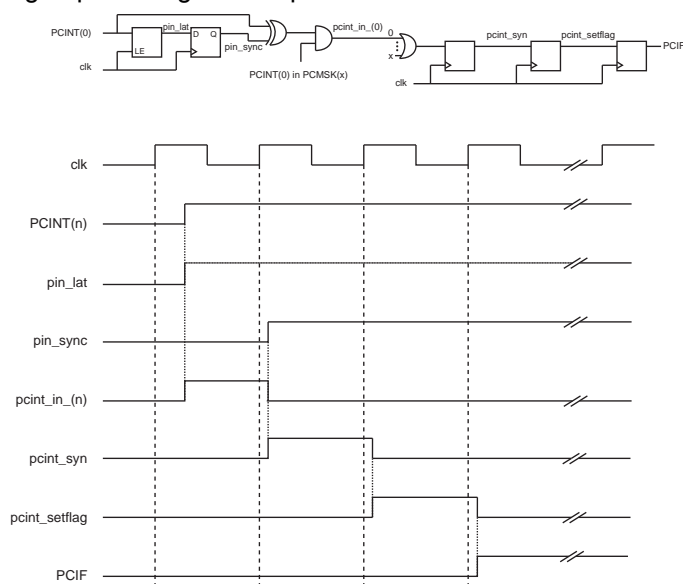 PCINT(0)
pin_lat
D Q
LE
pin_sync
clk
PCINT(0) in PCMSK(x)
pcint_in_(0)
0
x
clk
pcint_syn
pcint_setflag
PCIF
clk
PCINT(n)
pin_lat
pin_sync
pcint_in_(n)
pcint_syn
pcint_setflag
PCIF